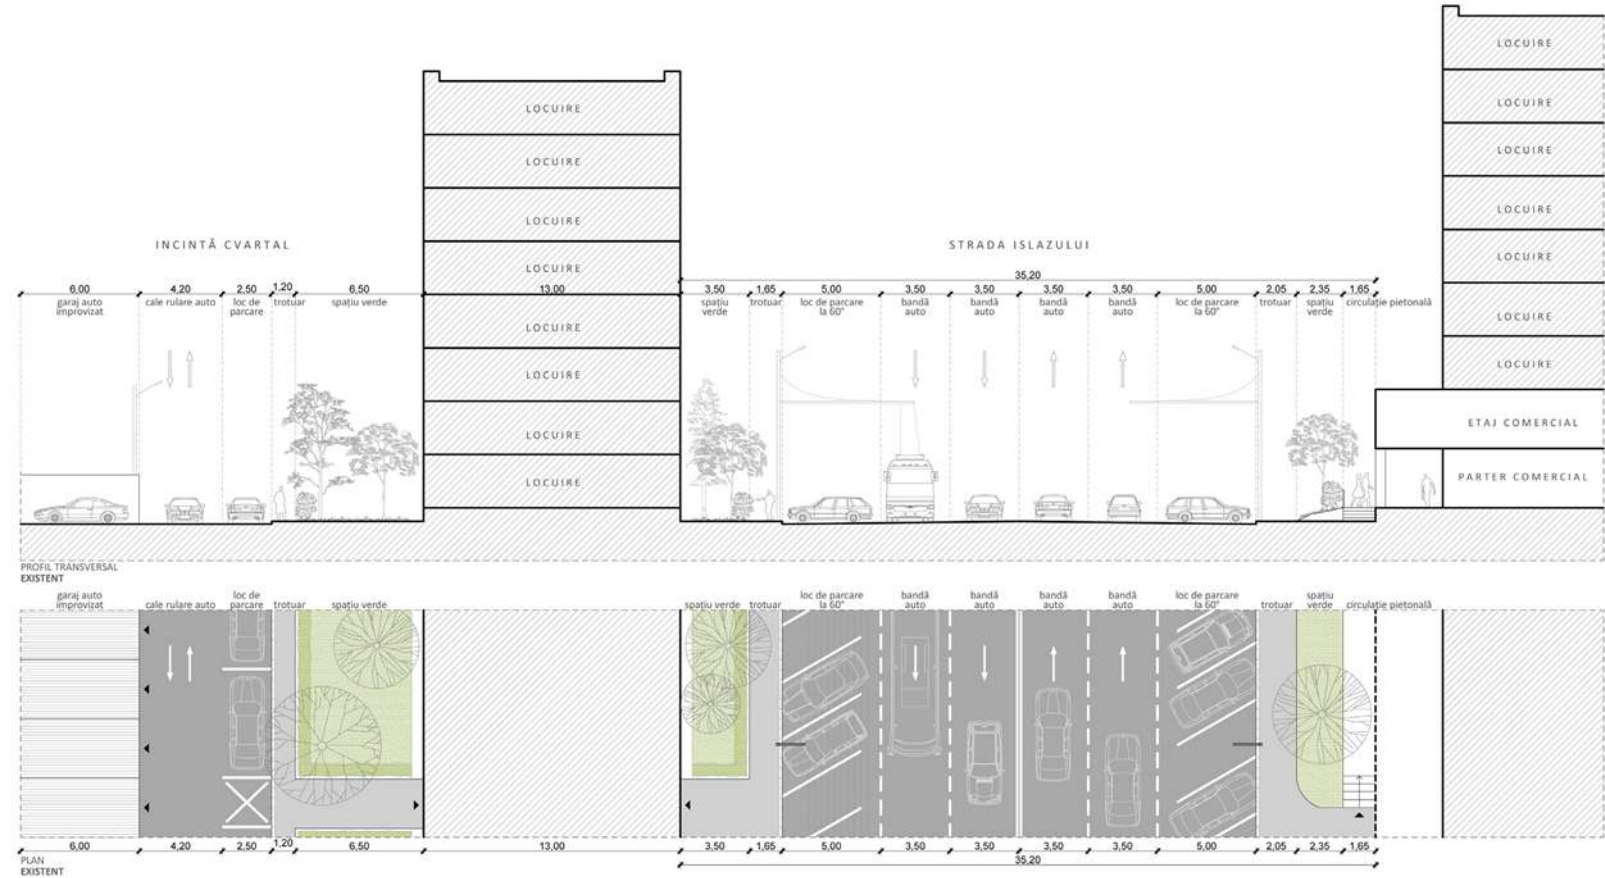 LOCUIRE
LOCUIRE
LOCUIRE
LOCUIRE
LOCUIRE
LOCUIRE
LOCUIRE
LOCUIRE
LOCUIRE
LOCUIRE
LOCUIRE
INCINTĂ CVARTAL
STRADA ISLAZULUI
LOCUIRE
LOCUIRE
35,20
6,00 4,20 2,50 1,20 6,50 13,00 3,50 1,65 5,00 3,50 3,50 3,50 3,50 5,00 2,05 2,35 1,65
garaj auto improvizat
cale rulare auto
loc de parcare
trotuar
spațiu verde
spațiu verde
trotuar
loc de parcare la 60°
bandă auto
bandă auto
bandă auto
bandă auto
loc de parcare la 60°
trotuar
spațiu verde
circulație pietonală
LOCUIRE
LOCUIRE
ETAJ COMERCIAL
PARTER COMERCIAL
PROFIL TRANSVERSAL
EXISTENT
garaj auto improvizat
cale rulare auto
loc de parcare
trotuar
spațiu verde
spațiu verde
trotuar
loc de parcare la 60°
bandă auto
bandă auto
bandă auto
bandă auto
loc de parcare la 60°
trotuar
spațiu verde
circulație pietonală
6,00 4,20 2,50 1,20 6,50 13,00 3,50 1,65 5,00 3,50 3,50 3,50 3,50 5,00 2,05 2,35 1,65
35,20
PLAN
EXISTENT